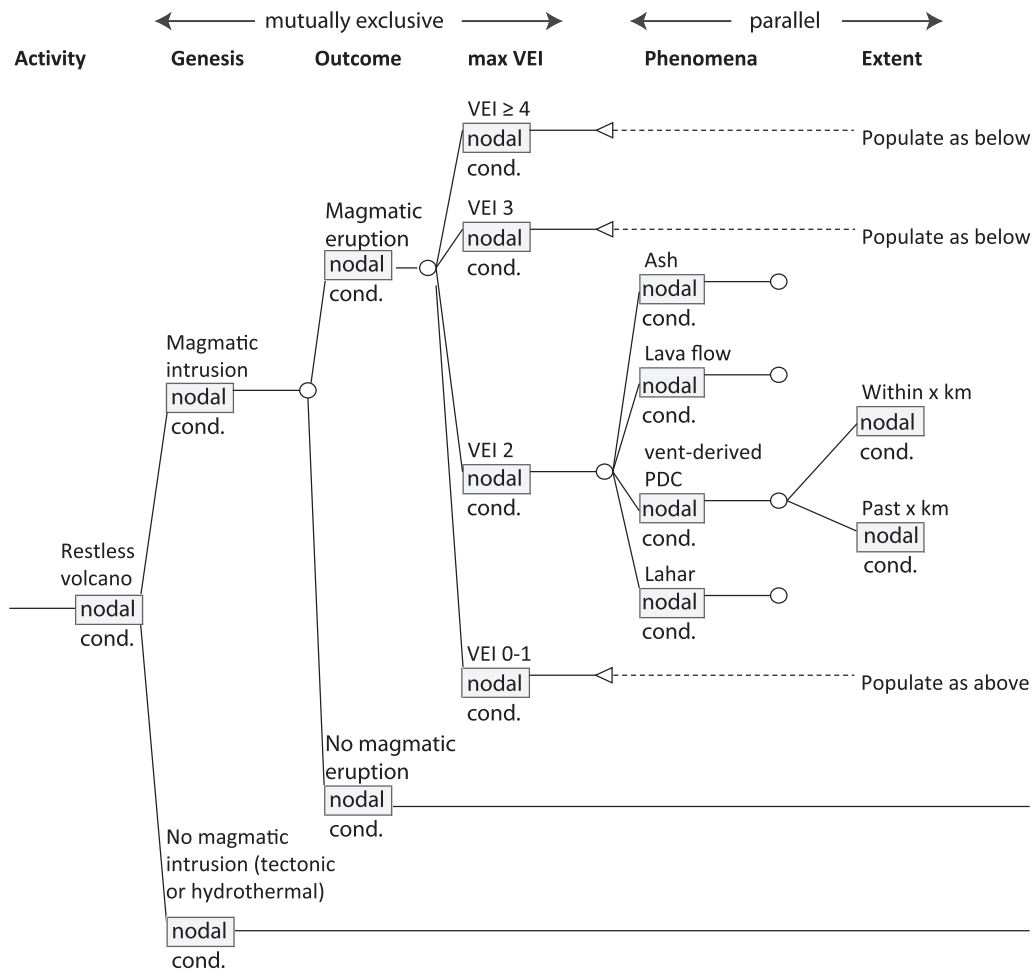 mutually exclusive
parallel
Activity
Genesis
Outcome
max VEI
Phenomena
Extent
VEI ≥ 4
nodal
cond.
Populate as below
VEI 3
nodal
cond.
Populate as below
Magmatic
eruption
nodal
cond.
Ash
nodal
cond.
Magmatic
intrusion
nodal
cond.
Lava flow
nodal
cond.
Within x km
nodal
cond.
VEI 2
nodal
cond.
vent-derived
PDC
nodal
cond.
Past x km
nodal
cond.
Restless
volcano
nodal
cond.
Lahar
nodal
cond.
VEI 0-1
nodal
cond.
Populate as above
No magmatic
eruption
nodal
cond.
No magmatic
intrusion (tectonic
or hydrothermal)
nodal
cond.